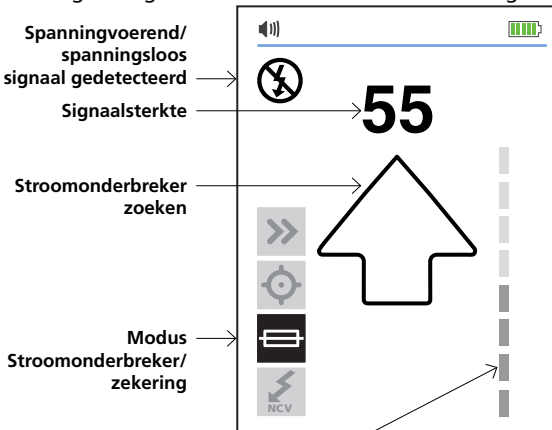 Spanningvoerend/
spanningsloos
signaal gedetecteerd
Signaalsterkte
55
Stroomonderbreker
zoeken
Modus
Stroomonderbreker/
zekering
NCV